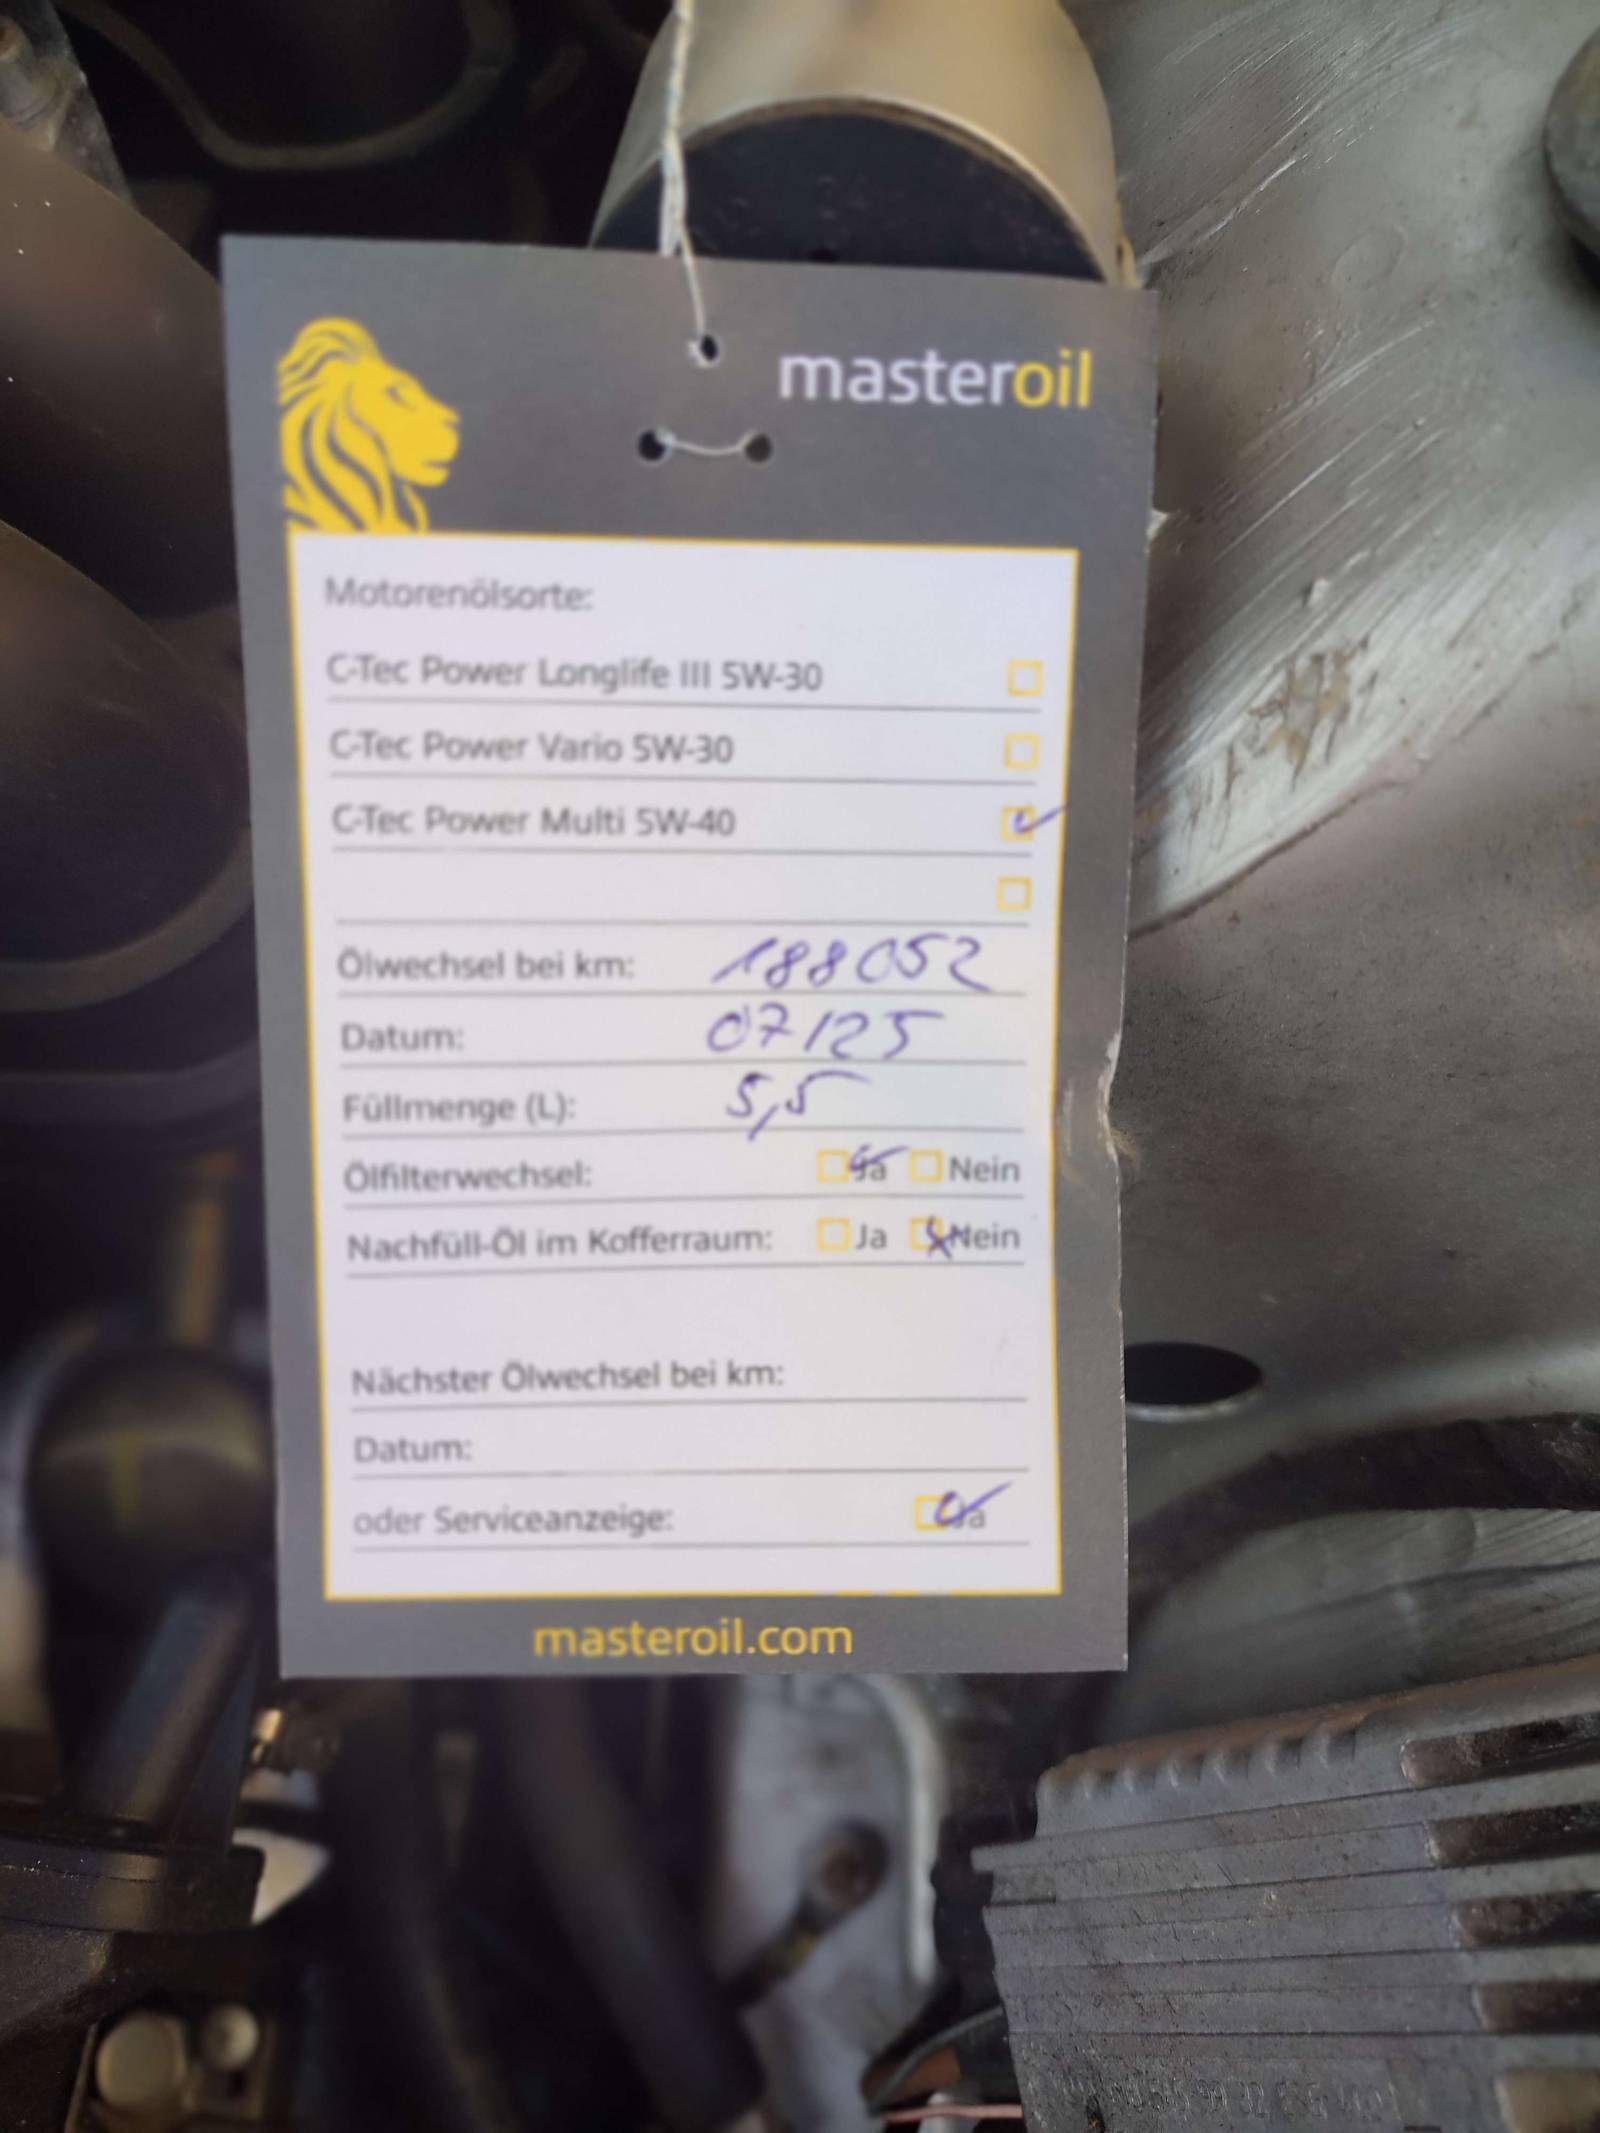 masteroil
Motorenölsorte:
C-Tec Power Longlife III 5W-30
C-Tec Power Vario 5W-30
C-Tec Power Multi 5W-40
Ölwechsel bei km: 188052
Datum: 07/25
Füllmenge (L): 5,5
Ölfilterwechsel: Ja Nein
Nachfüll-Öl im Kofferraum: Ja Nein
Nächster Ölwechsel bei km:
Datum:
oder Serviceanzeige: Ja
masteroil.com